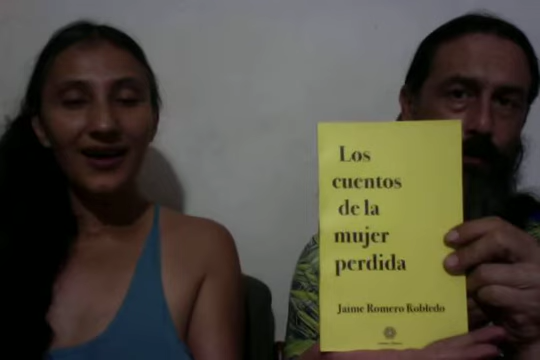 Los
cuentos
de la
mujer
perdida
Jaime Romero Robledo